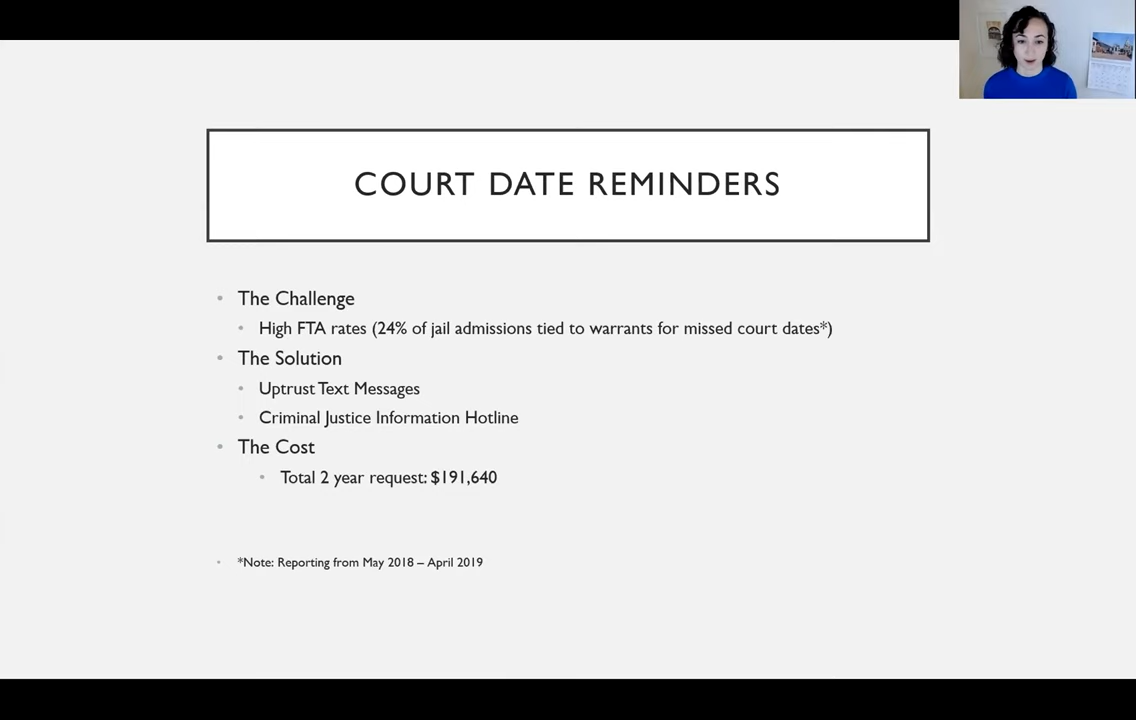 COURT DATE REMINDERS
• The Challenge
• High FTA rates (24% of jail admissions tied to warrants for missed court dates*)
• The Solution
• Uptrust Text Messages
• Criminal Justice Information Hotline
• The Cost
• Total 2 year request: $191,640
• *Note: Reporting from May 2018 – April 2019